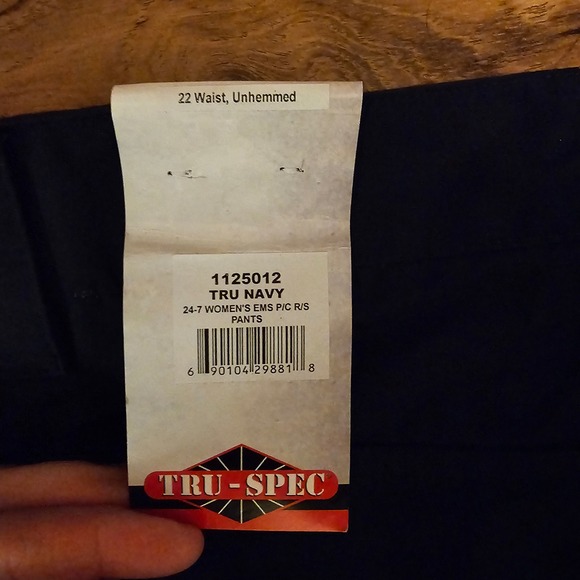 22 Waist, Unhemmed
1125012
TRU NAVY
24-7 WOMEN'S EMS P/C R/S
PANTS
6 90104 29881 8
TRU-SPEC